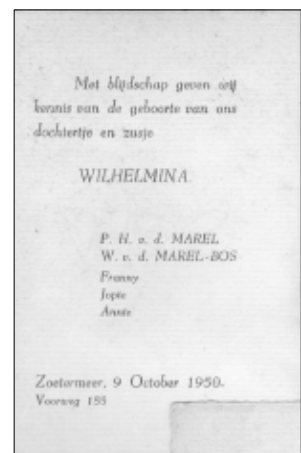 Met blijdschap geven wij
kennis van de geboorte van ons
dochtertje en zusje
WILHELMINA.
P. H. v. d. MAREL
W. v. d. MAREL-BOS
Franny
Jopie
Annie
Zoetermeer, 9 October 1950.
Voorweg 155